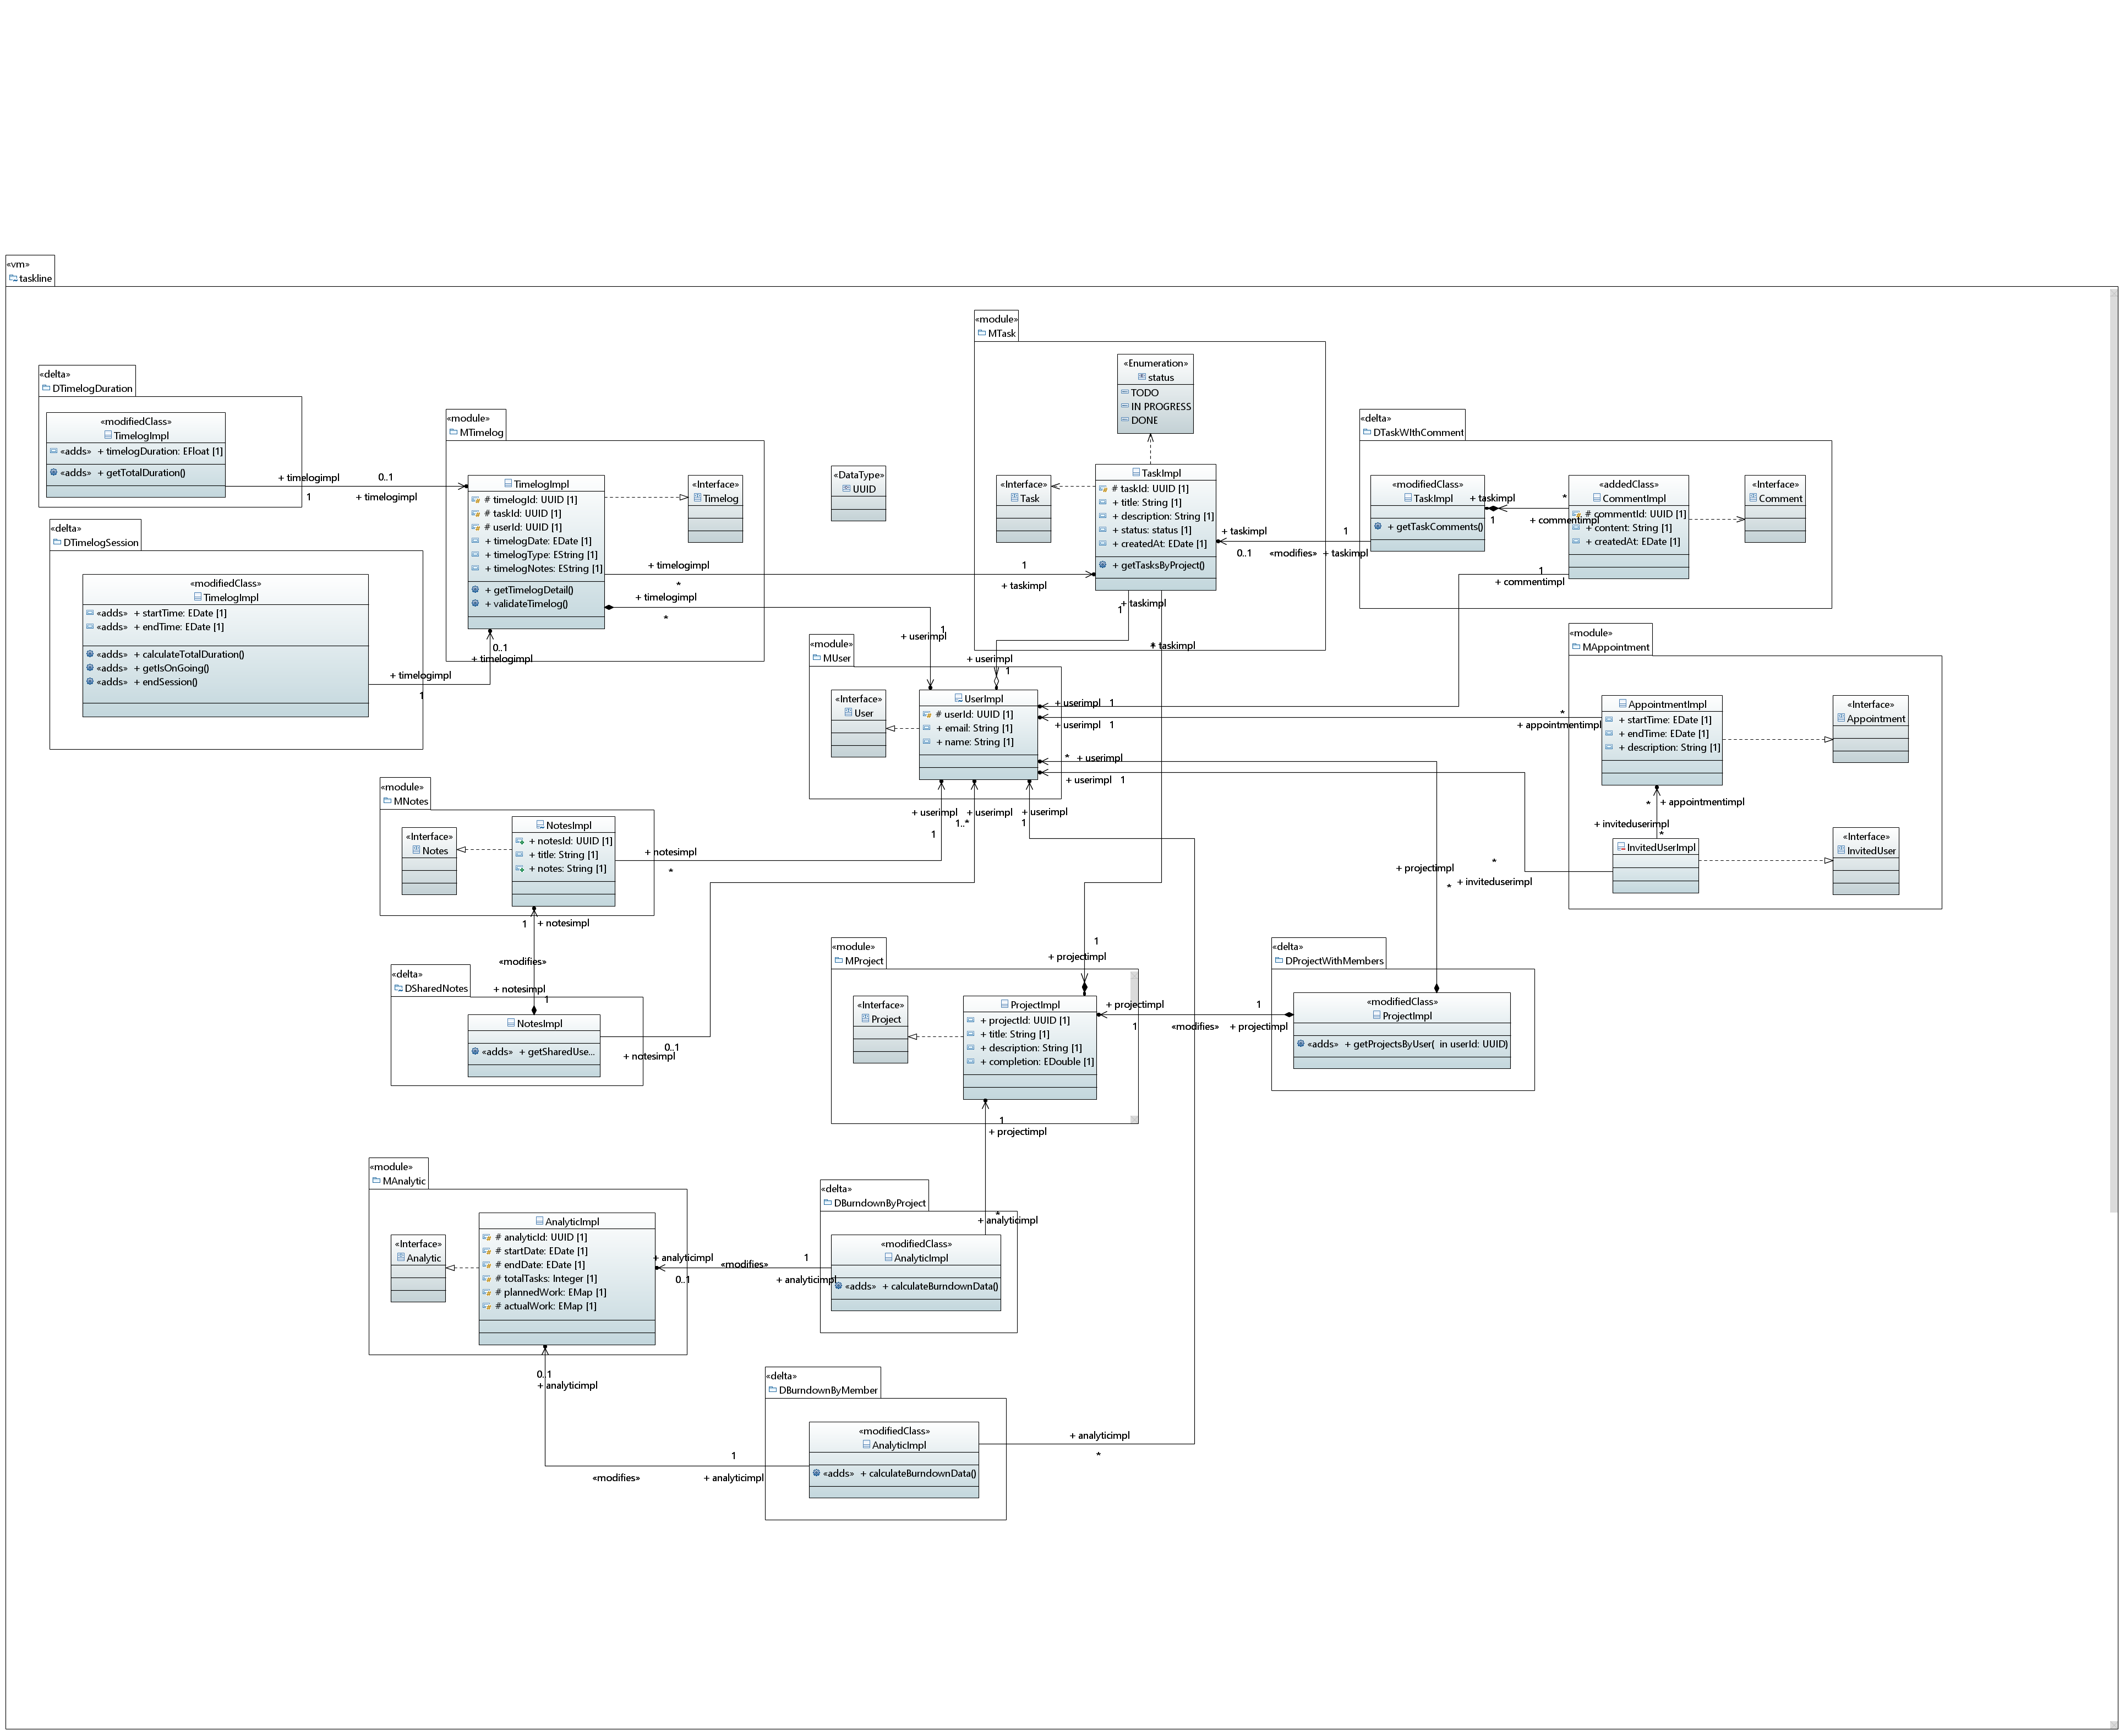 «vm»
taskline
«module»
MTask
«Enumeration»
status
TODO
IN PROGRESS
DONE
«Interface»
Task
TaskImpl
# taskId: UUID [1]
+ title: String [1]
+ description: String [1]
+ status: status [1]
+ createdAt: EDate [1]
+ getTasksByProject()
«delta»
DTimelogDuration
«modifiedClass»
TimelogImpl
«adds» + timelogDuration: EFloat [1]
«adds» + getTotalDuration()
+ timelogimpl
0..1
1
+ timelogimpl
«module»
MTimelog
TimelogImpl
# timelogId: UUID [1]
# taskId: UUID [1]
# userId: UUID [1]
+ timelogDate: EDate [1]
+ timelogType: EString [1]
+ timelogNotes: EString [1]
+ getTimelogDetail()
+ validateTimelog()
«Interface»
Timelog
«DataType»
UUID
«delta»
DTaskWIthComment
«modifiedClass»
TaskImpl
+ getTaskComments()
«addedClass»
CommentImpl
# commentId: UUID [1]
+ content: String [1]
+ createdAt: EDate [1]
«Interface»
Comment
+ taskimpl
*
1
+ commentimpl
+ taskimpl
1
0..1
«modifies»
+ taskimpl
1
+ commentimpl
«delta»
DTimelogSession
«modifiedClass»
TimelogImpl
«adds» + startTime: EDate [1]
«adds» + endTime: EDate [1]
«adds» + calculateTotalDuration()
«adds» + getIsOnGoing()
«adds» + endSession()
0..1
+ timelogimpl
+ timelogimpl
1
+ timelogimpl
*
1
+ taskimpl
+ timelogimpl
*
1
+ userimpl
+ taskimpl
1
* taskimpl
+ userimpl
1
«module»
MUser
«Interface»
User
UserImpl
# userId: UUID [1]
+ email: String [1]
+ name: String [1]
+ userimpl 1
+ userimpl 1
* + userimpl
+ userimpl 1
«module»
MAppointment
AppointmentImpl
+ startTime: EDate [1]
+ endTime: EDate [1]
+ description: String [1]
«Interface»
Appointment
*
+ appointmentimpl
* + appointmentimpl
+ inviteduserimpl
*
InvitedUserImpl
«Interface»
InvitedUser
*
+ inviteduserimpl
+ projectimpl
*
«module»
MNotes
«Interface»
Notes
NotesImpl
+ notesId: UUID [1]
+ title: String [1]
+ notes: String [1]
+ notesimpl
*
+ userimpl
1
+ userimpl
1..*
+ userimpl
1
1
+ notesimpl
«modifies»
+ notesimpl
1
«delta»
DSharedNotes
NotesImpl
«adds» + getSharedUse...
0..1
+ notesimpl
«module»
MProject
«Interface»
Project
ProjectImpl
+ projectId: UUID [1]
+ title: String [1]
+ description: String [1]
+ completion: EDouble [1]
1
+ projectimpl
+ projectimpl
1
1
«modifies»
+ projectimpl
«delta»
DProjectWithMembers
«modifiedClass»
ProjectImpl
«adds» + getProjectsByUser( in userId: UUID)
1
+ projectimpl
«module»
MAnalytic
«Interface»
Analytic
AnalyticImpl
# analyticId: UUID [1]
# startDate: EDate [1]
# endDate: EDate [1]
# totalTasks: Integer [1]
# plannedWork: EMap [1]
# actualWork: EMap [1]
«delta»
DBurndownByProject
*
+ analyticimpl
«modifiedClass»
AnalyticImpl
«adds» + calculateBurndownData()
+ analyticimpl
0..1
«modifies»
1
+ analyticimpl
0..1
+ analyticimpl
«delta»
DBurndownByMember
«modifiedClass»
AnalyticImpl
«adds» + calculateBurndownData()
1
«modifies»
+ analyticimpl
+ analyticimpl
*